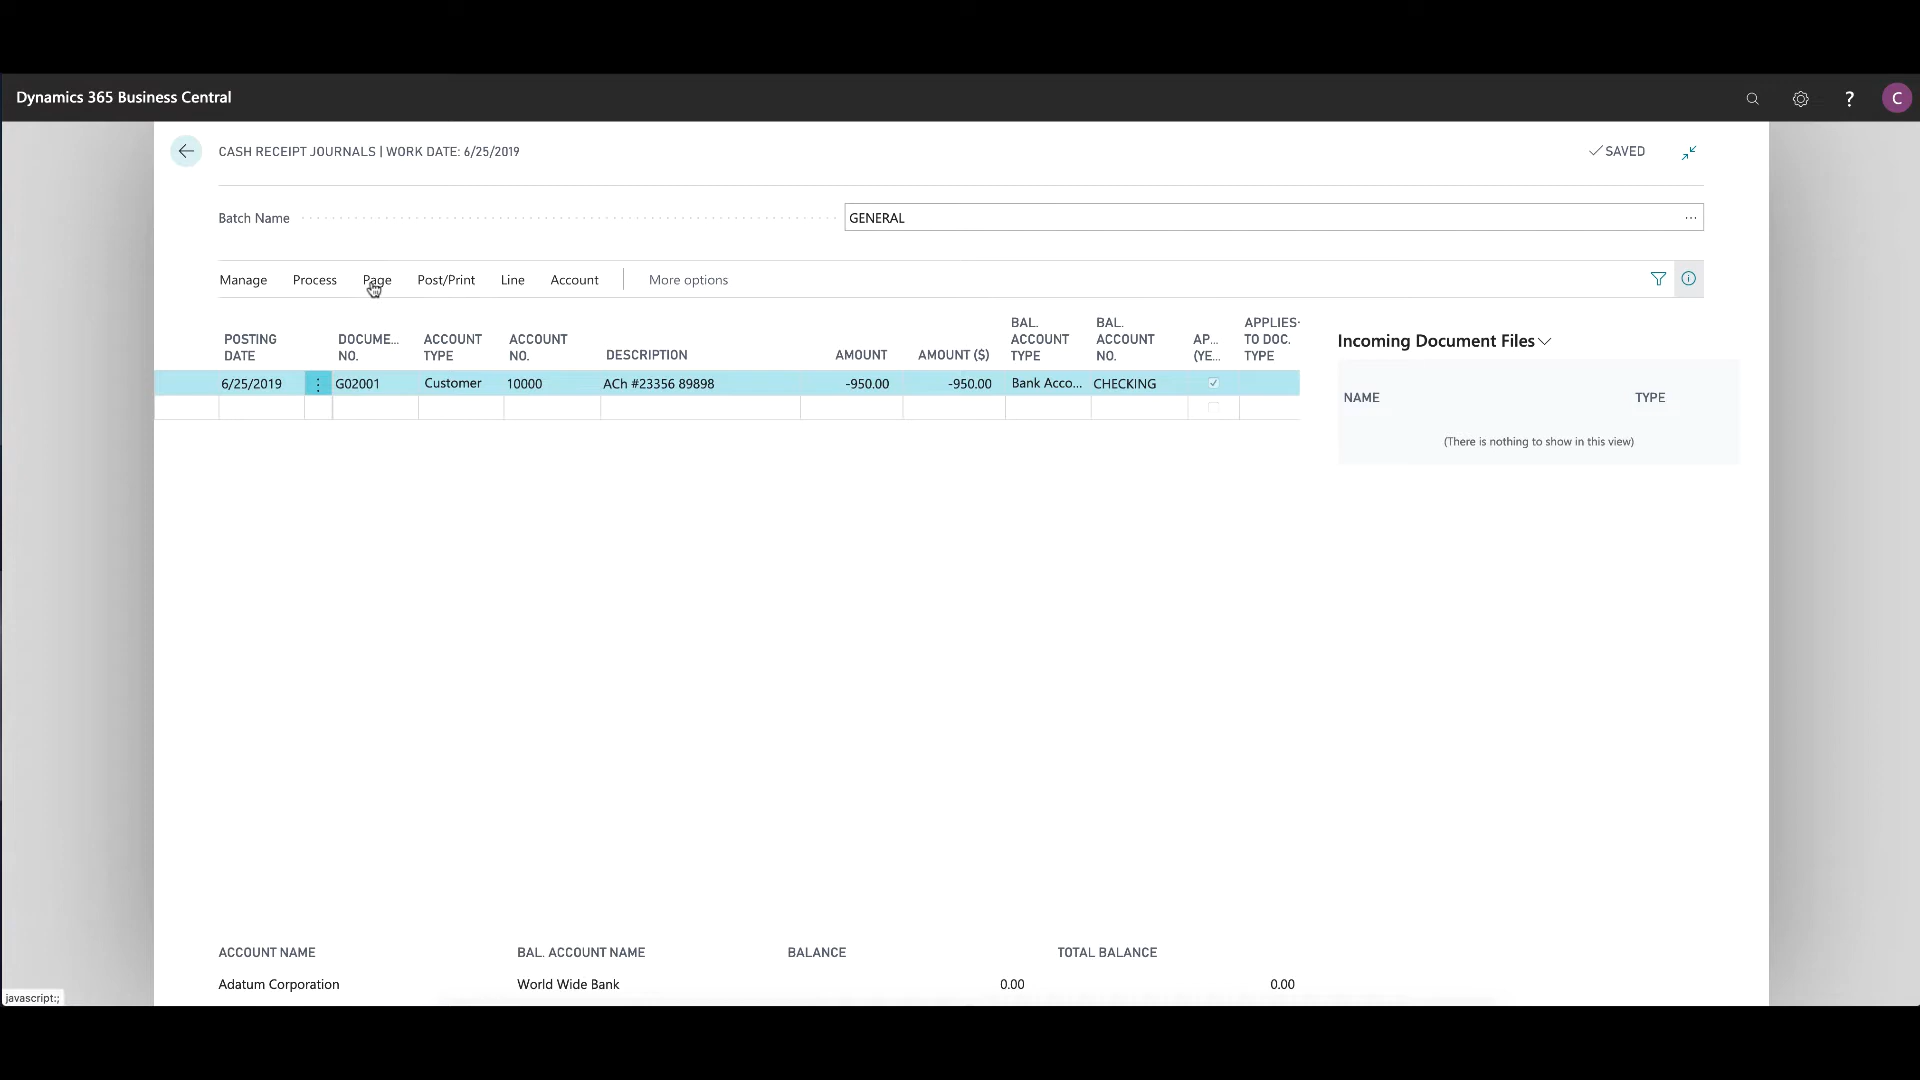 Dynamics 365 Business Central
?
C
CASH RECEIPT JOURNALS | WORK DATE: 6/25/2019
SAVED
Batch Name
GENERAL
...
Manage
Process
Page
Post/Print
Line
Account
More options
POSTING
DATE
DOCUME...
NO.
ACCOUNT
TYPE
ACCOUNT
NO.
DESCRIPTION
AMOUNT
AMOUNT ($)
BAL.
ACCOUNT
TYPE
BAL.
ACCOUNT
NO.
AP...
(YE...
APPLIES-
TO DOC.
TYPE
6/25/2019
G02001
Customer
10000
ACh #23356 89898
-950.00
-950.00
Bank Acco...
CHECKING
Incoming Document Files
NAME
TYPE
(There is nothing to show in this view)
ACCOUNT NAME
BAL. ACCOUNT NAME
BALANCE
TOTAL BALANCE
Adatum Corporation
World Wide Bank
0.00
0.00
javascript:;